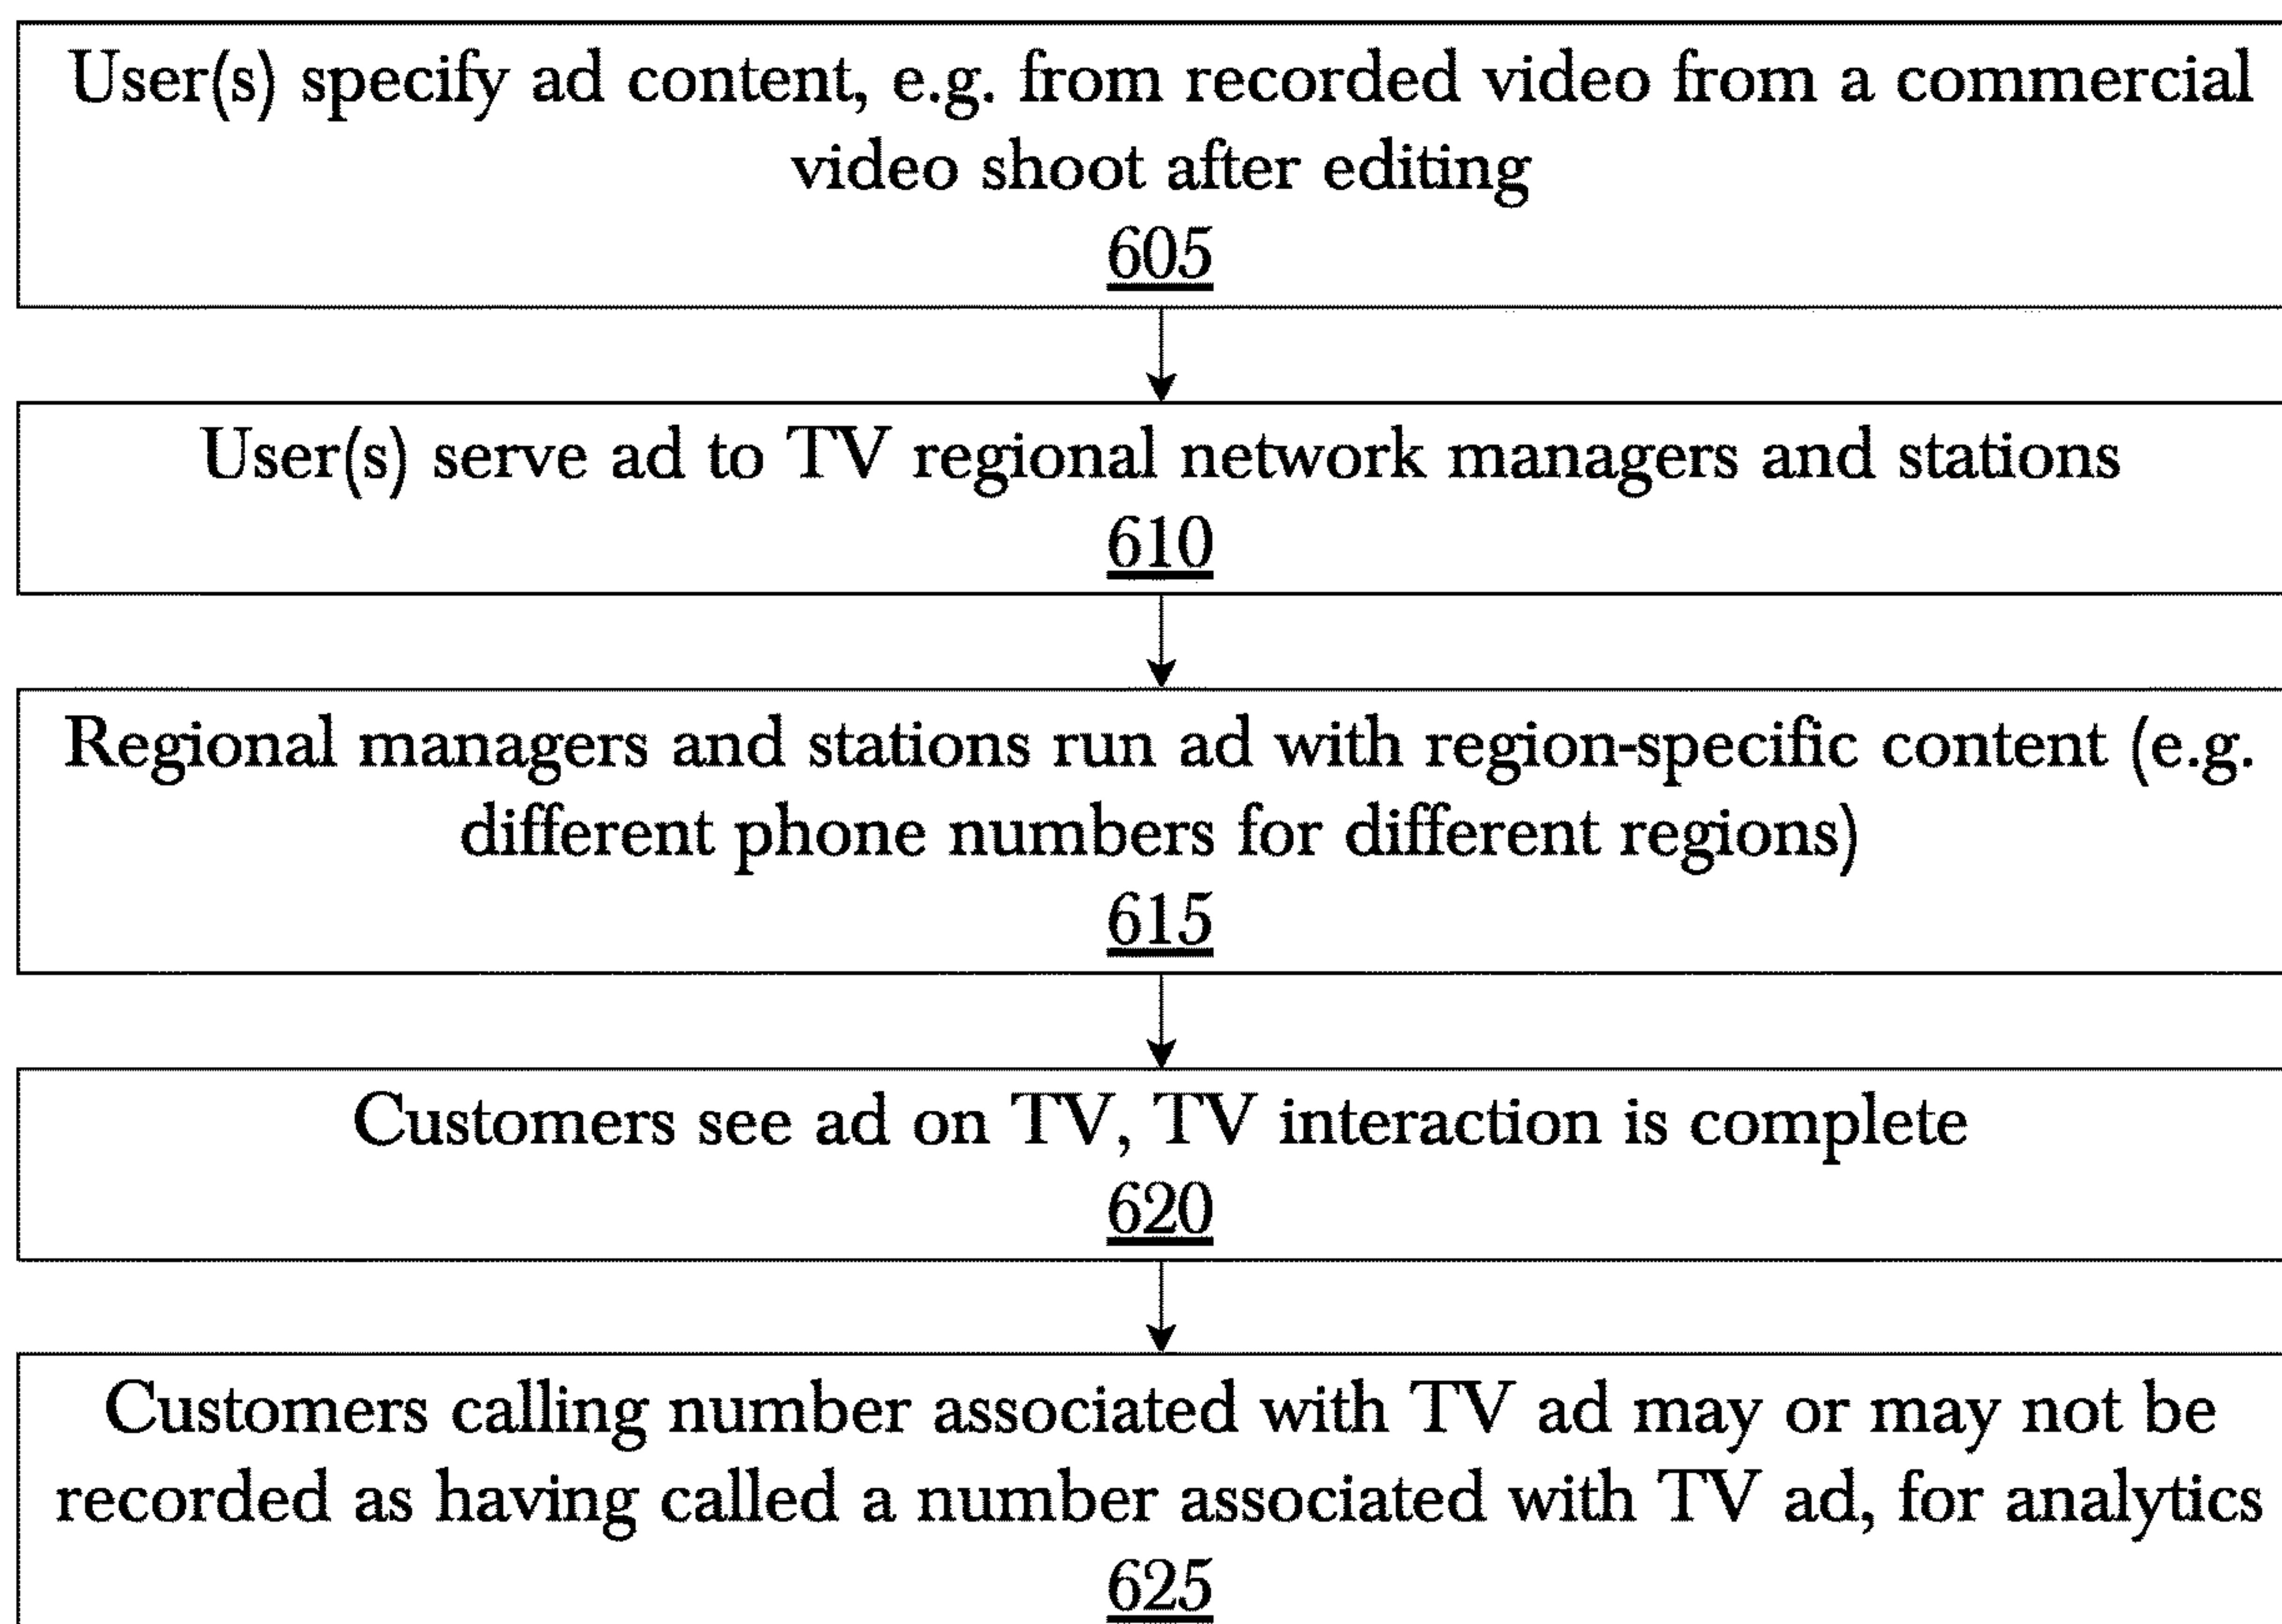 User(s) specify ad content, e.g. from recorded video from a commercial
video shoot after editing
605
User(s) serve ad to TV regional network managers and stations
610
Regional managers and stations run ad with region-specific content (e.g.
different phone numbers for different regions)
615
Customers see ad on TV, TV interaction is complete
620
Customers calling number associated with TV ad may or may not be
recorded as having called a number associated with TV ad, for analytics
625